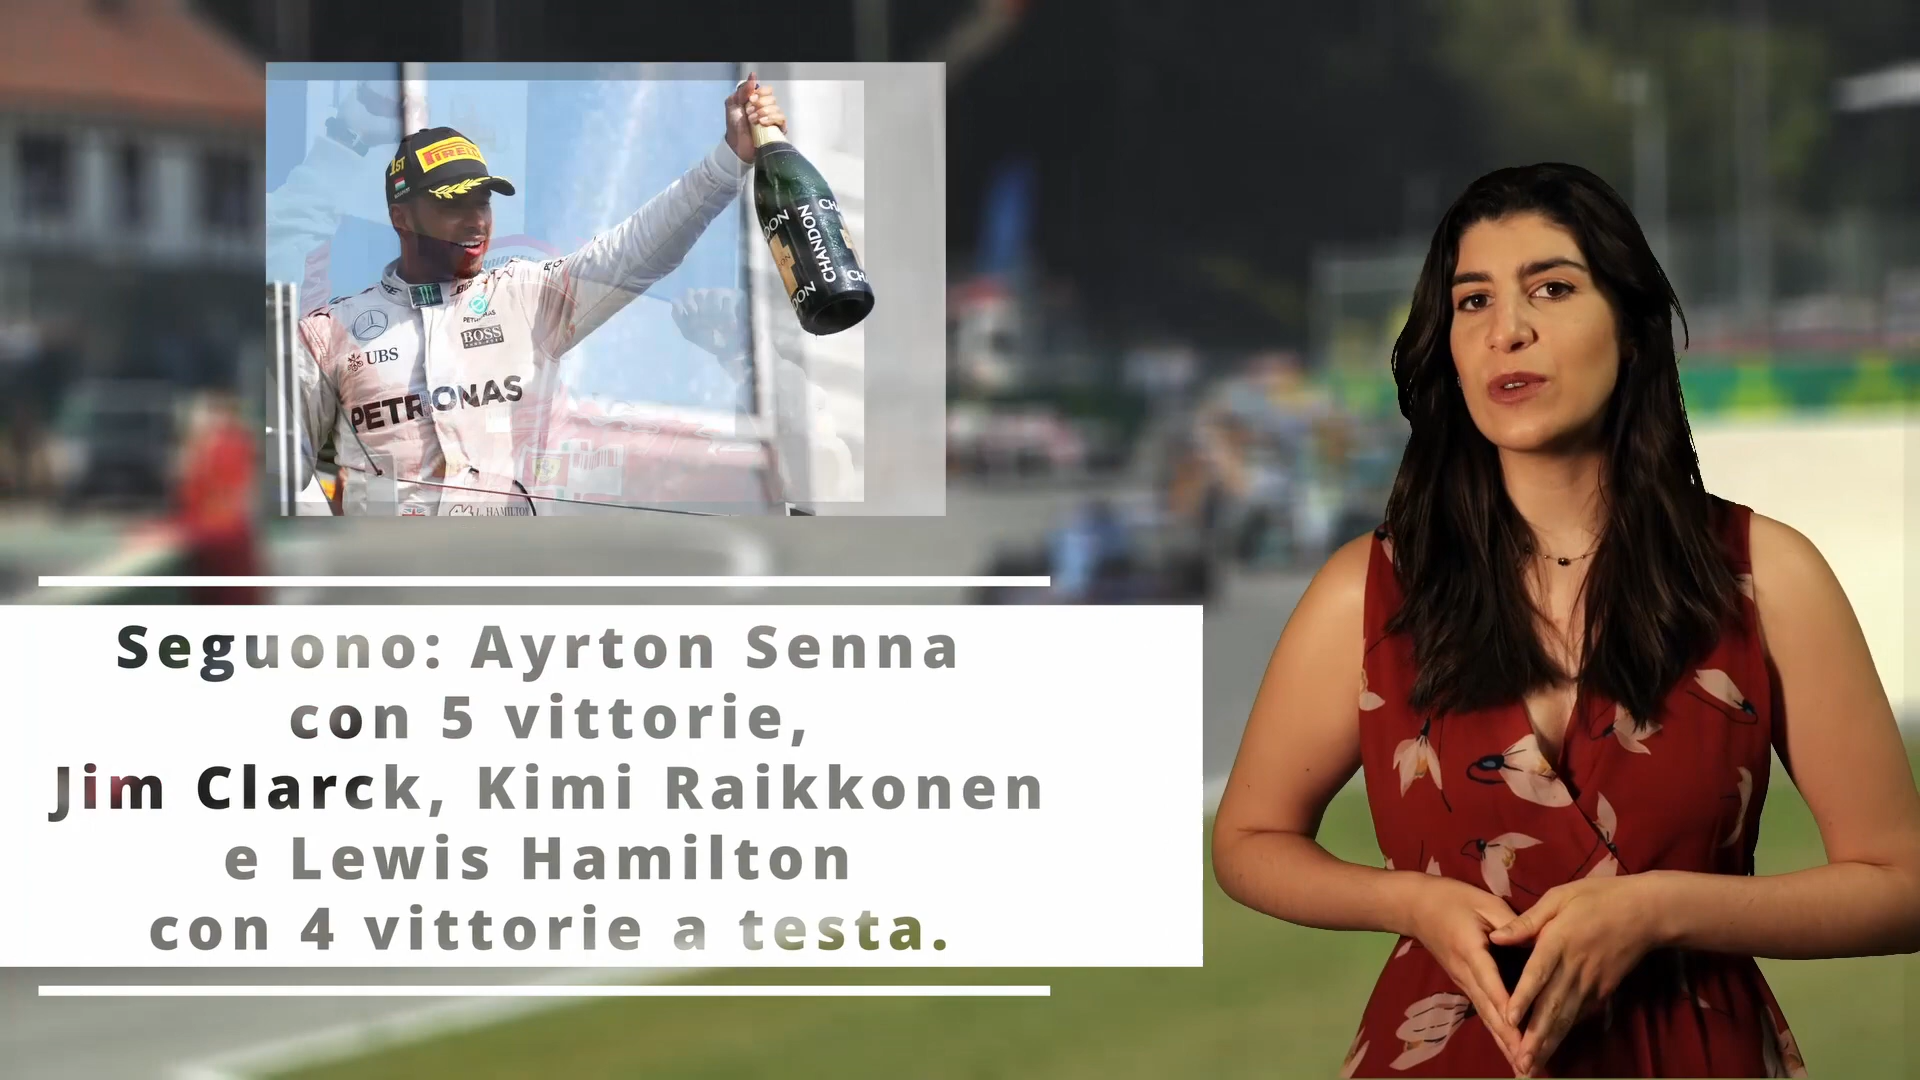 1ST
PIRELLI
CHANDON
UBS
BOSS
PETRONAS
HAMILTON
Seguono: Ayrton Senna
con 5 vittorie,
Jim Clarck, Kimi Raikkonen
e Lewis Hamilton
con 4 vittorie a testa.